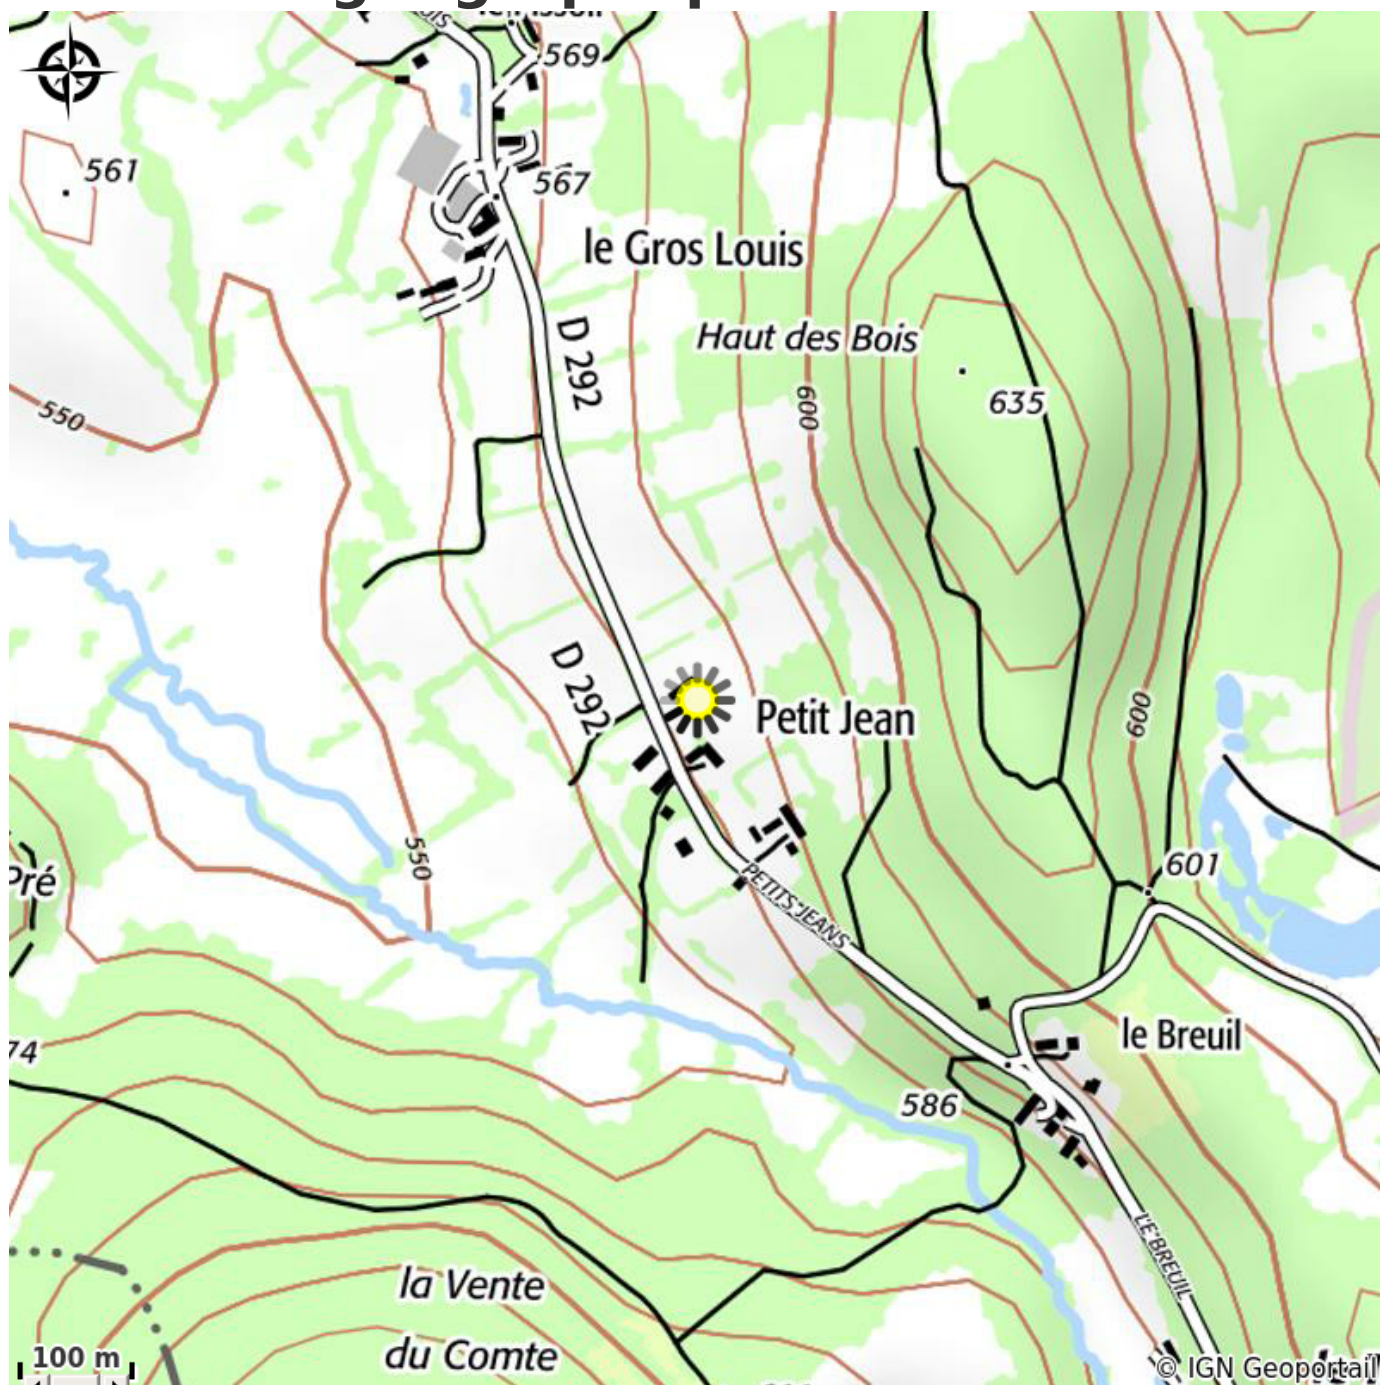 569
561
567
le Gros Louis
D 292
Haut des Bois
635
600
550
D 292
Petit Jean
600
550
Pré
PETITS JEANS
601
le Breuil
74
586
LE BREUIL
la Vente
du Comte
100 m
© IGN Geoportail